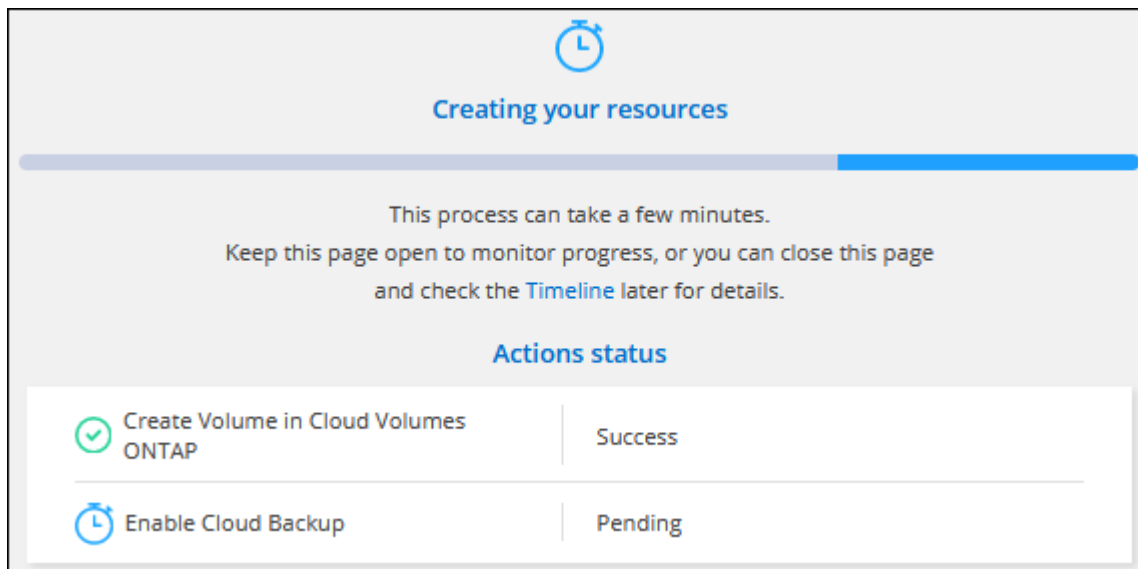 Creating your resources
This process can take a few minutes.
Keep this page open to monitor progress, or you can close this page
and check the Timeline later for details.
Actions status
Create Volume in Cloud Volumes
ONTAP
Success
Enable Cloud Backup
Pending